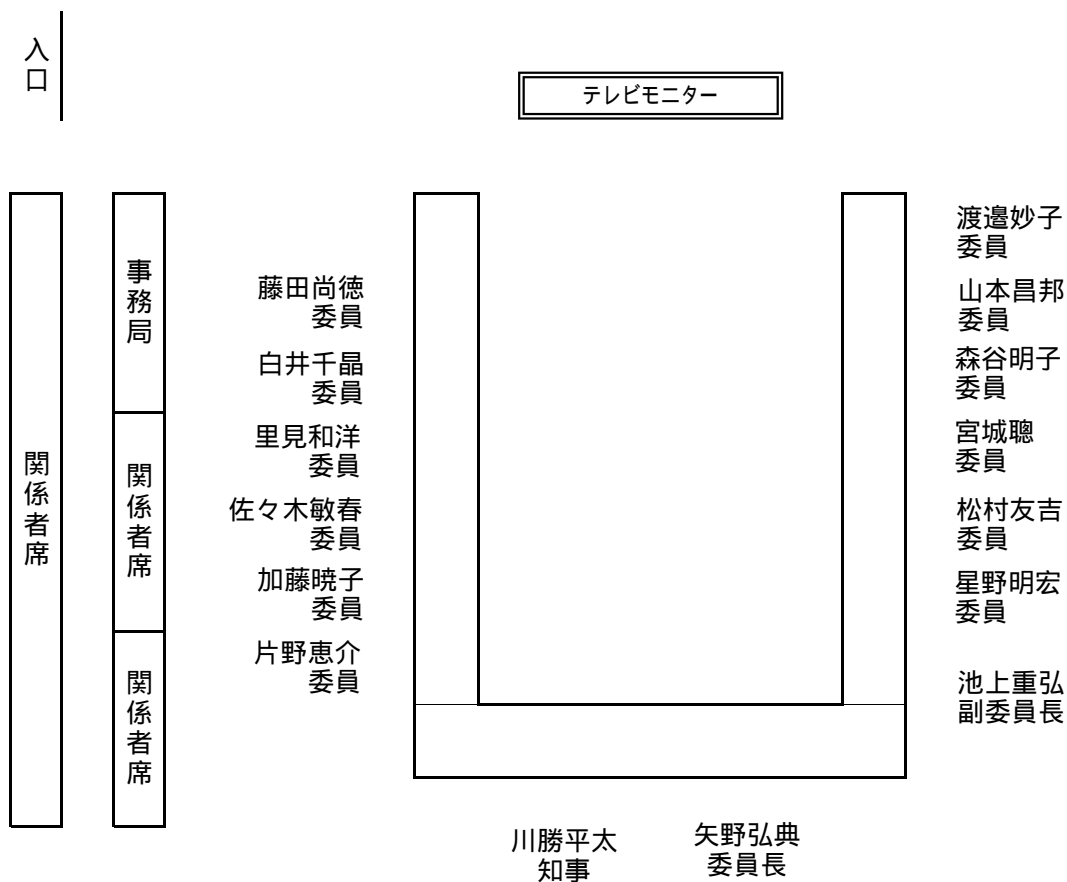 入口
テレビモニター
関係者席
事務局
関係者席
関係者席
藤田尚徳
委員
白井千晶
委員
里見和洋
委員
佐々木敏春
委員
加藤暁子
委員
片野恵介
委員
渡邉妙子
委員
山本昌邦
委員
森谷明子
委員
宮城聰
委員
松村友吉
委員
星野明宏
委員
池上重弘
副委員長
川勝平太
知事
矢野弘典
委員長